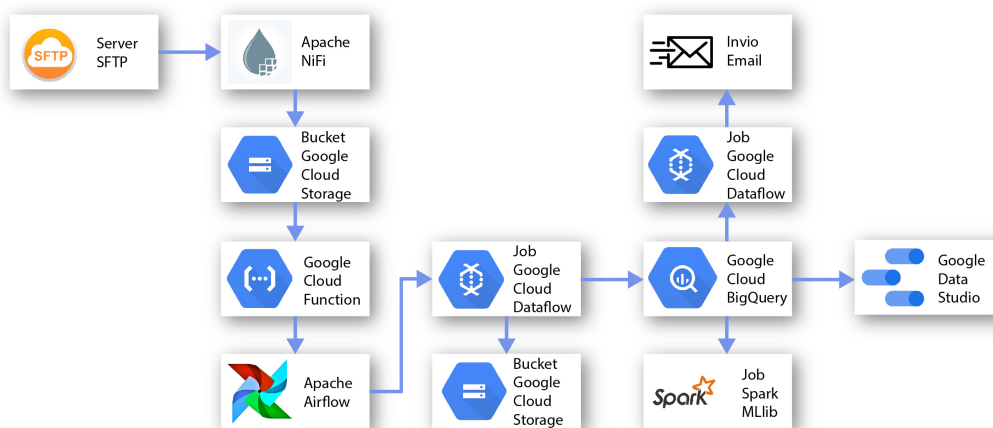 SFTP
Server
SFTP
Apache
NiFi
Invio
Email
Bucket
Google
Cloud
Storage
Job
Google
Cloud
Dataflow
Google
Cloud
Function
Job
Google
Cloud
Dataflow
Google
Cloud
BigQuery
Google
Data
Studio
Apache
Airflow
Bucket
Google
Cloud
Storage
Spark
Job
Spark
MLlib